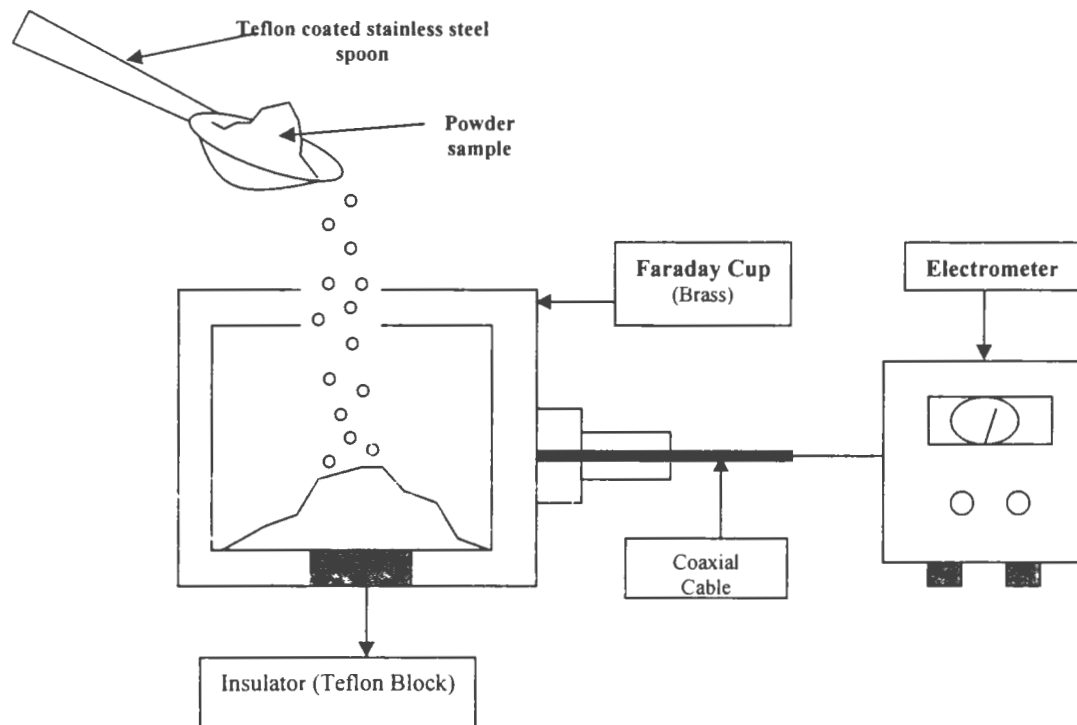 Teflon coated stainless steel
spoon
Powder
sample
Faraday Cup
(Brass)
Electrometer
Coaxial
Cable
Insulator (Teflon Block)